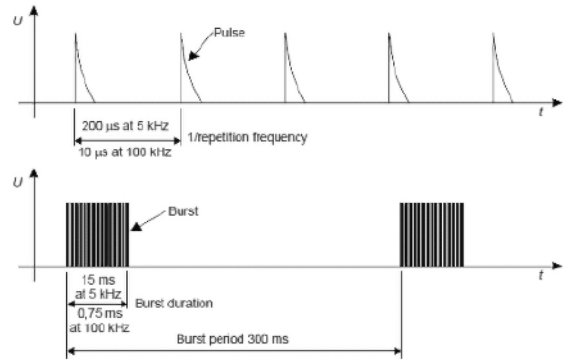 U
Pulse
t
200 µs at 5 kHz
10 µs at 100 kHz
1/repetition frequency
U
Burst
t
15 ms
at 5 kHz
0,75 ms
at 100 kHz
Burst duration
Burst period 300 ms